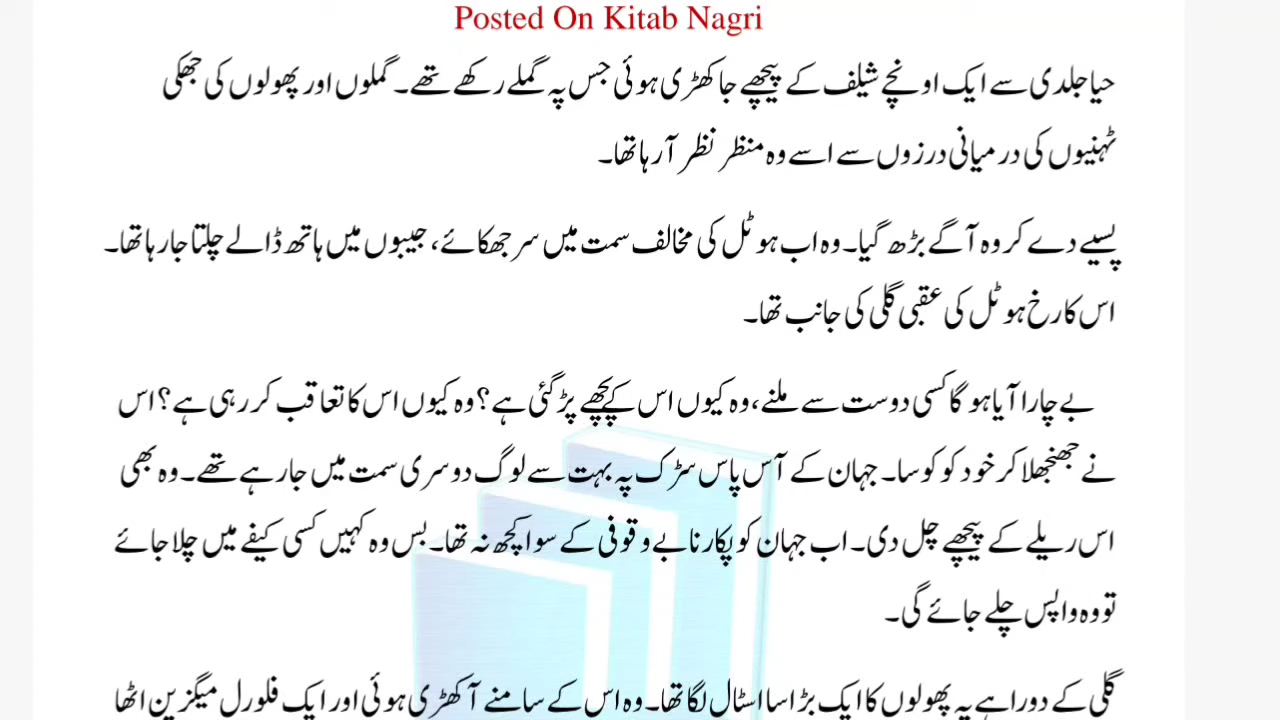 Posted On Kitab Nagri
حیا جلدی سے ایک اونچے شیلف کے پیچھے جا کھڑی ہوئی جس پہ گملے رکھے تھے۔ گملوں اور پھولوں کی جھکی
ٹہنیوں کی درمیانی درزوں سے اسے وہ منظر نظر آرہا تھا۔
پسیے دے کر وہ آگے بڑھ گیا۔ وہ اب ہوٹل کی مخالف سمت میں سر جھکائے، جیبوں میں ہاتھ ڈالے چلتا جارہا تھا۔
اس کا رخ ہوٹل کی عقبی گلی کی جانب تھا۔
بے چارا آیا ہو گا کسی دوست سے ملنے، وہ کیوں اس کے پیچھے پڑ گئی ہے؟ وہ کیوں اس کا تعاقب کر رہی ہے؟ اس
نے جھنجھلا کر خود کو کوسا۔ جہان کے آس پاس سڑک پہ بہت سے لوگ دوسری سمت میں جارہے تھے۔ وہ بھی
اس ریلے کے پیچھے چل دی۔ اب جہان کو پکارنا بے وقوفی کے سوا کچھ نہ تھا۔ بس وہ کہیں کسی کیفے میں چلا جائے
تو وہ واپس چلے جائے گی۔
گلی کے دوراہے پہ پھولوں کا ایک بڑا سا اسٹال لگا تھا۔ وہ اس کے سامنے آ کھڑی ہوئی اور ایک فلورل میگزین اٹھا